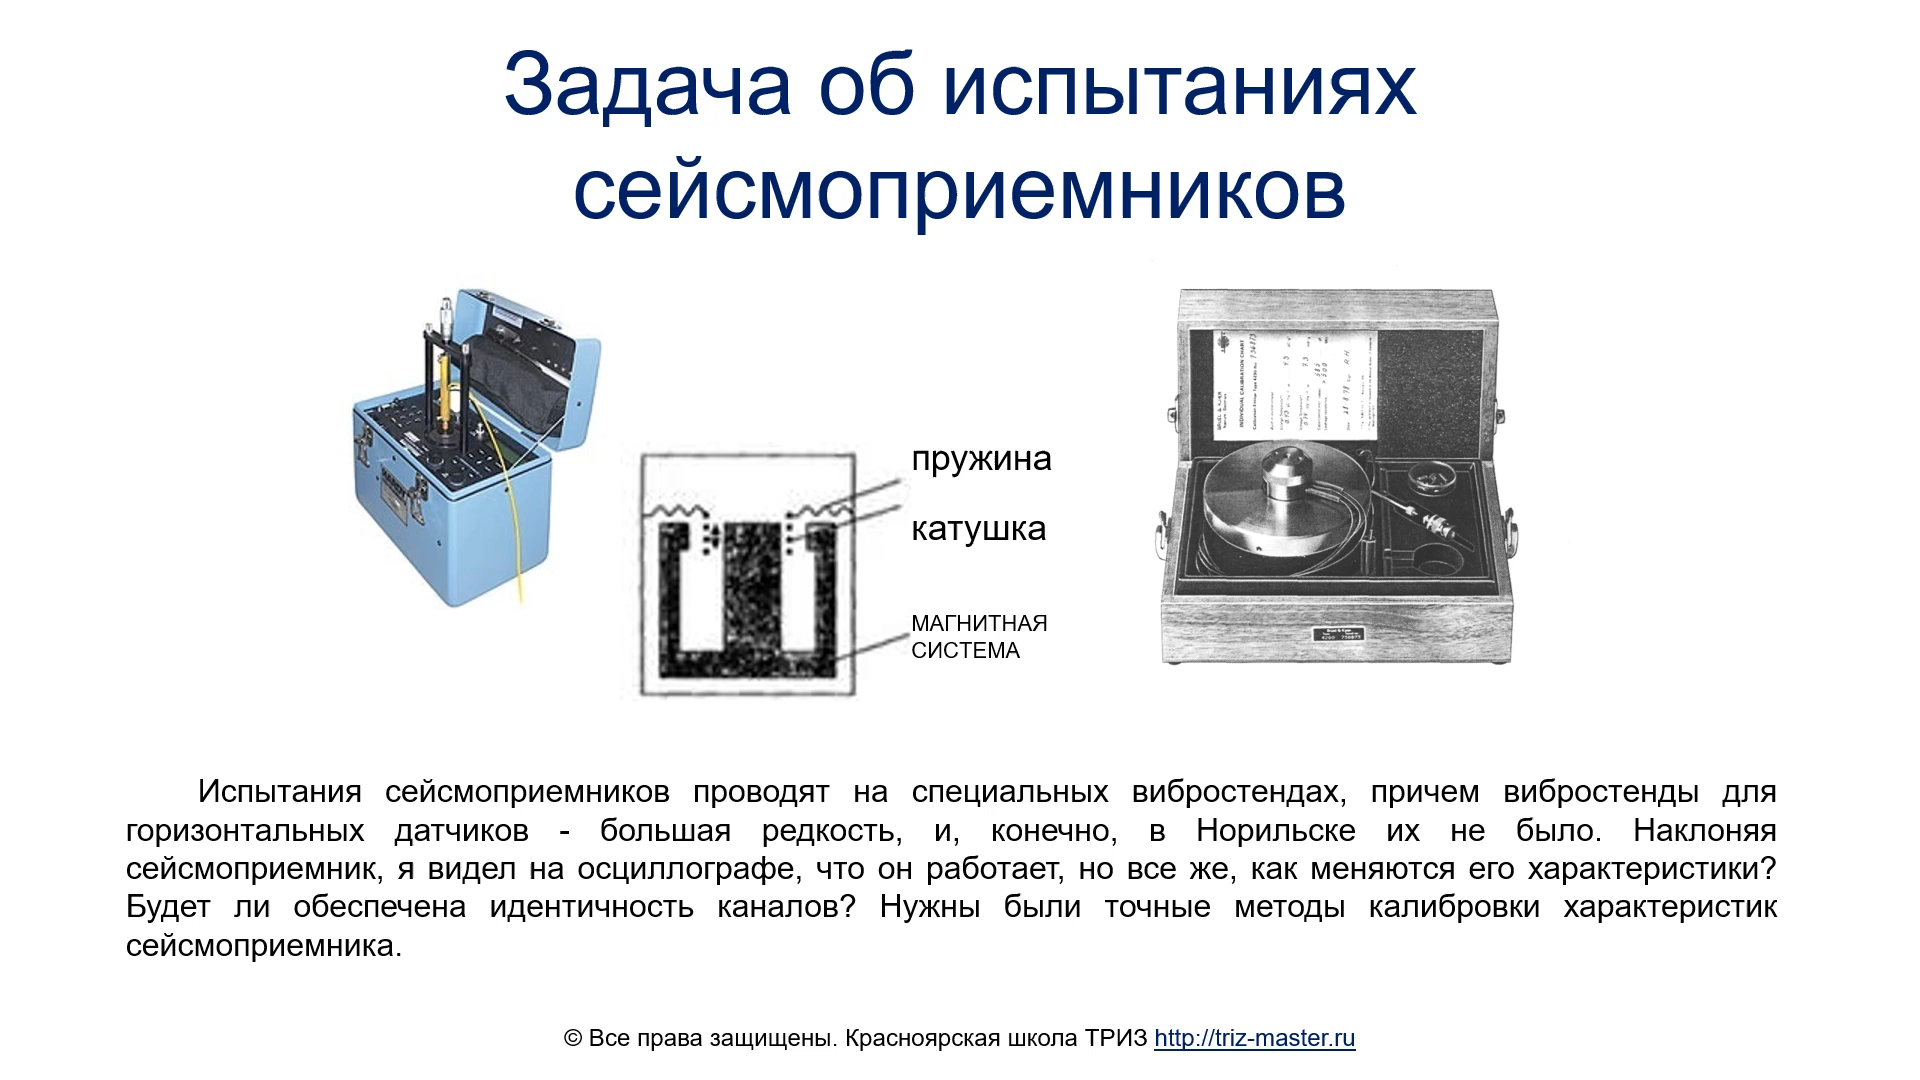 Задача об испытаниях
сейсмоприемников
пружина
катушка
МАГНИТНАЯ
СИСТЕМА
INDIVIDUAL CALIBRATION CHART
Испытания сейсмоприемников проводят на специальных вибростендах, причем вибростенды для
горизонтальных датчиков - большая редкость, и, конечно, в Норильске их не было. Наклоняя
сейсмоприемник, я видел на осциллографе, что он работает, но все же, как меняются его характеристики?
Будет ли обеспечена идентичность каналов? Нужны были точные методы калибровки характеристик
сейсмоприемника.
© Все права защищены. Красноярская школа ТРИЗ http://triz-master.ru